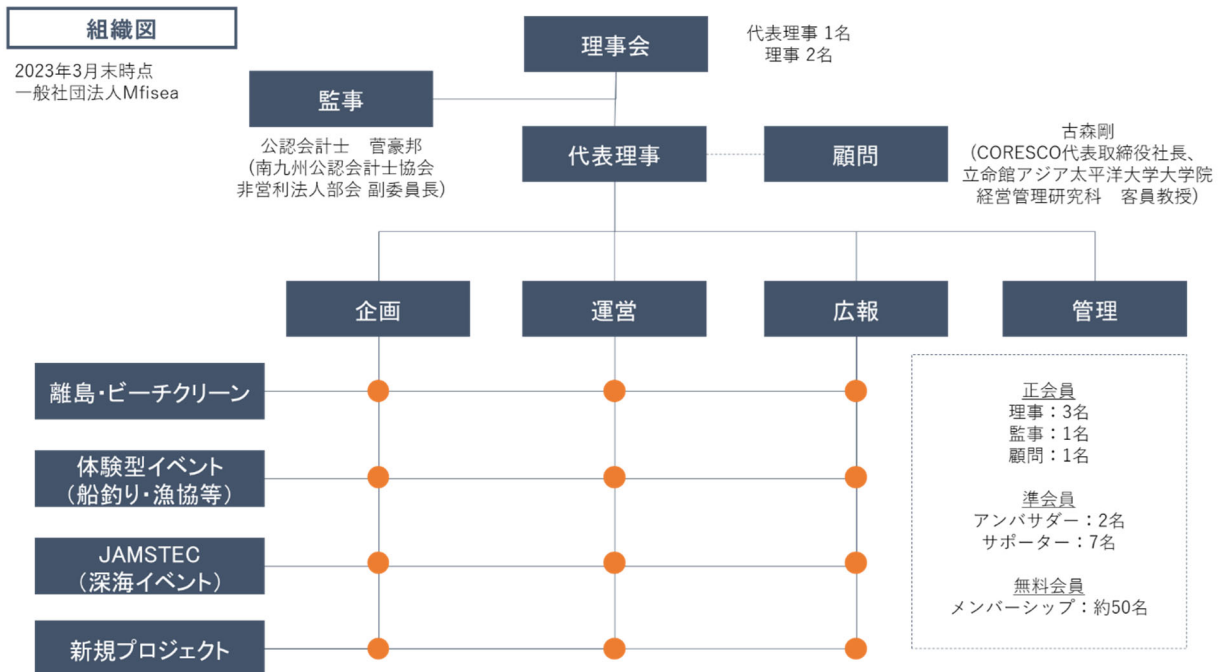 組織図
2023年3月末時点
一般社団法人Mfisea
理事会
代表理事 1名
理事 2名
監事
公認会計士　菅豪邦
(南九州公認会計士協会
非営利法人部会 副委員長)
代表理事
顧問
古森剛
(CORESCO代表取締役社長、
立命館アジア太平洋大学大学院
経営管理研究科　客員教授)
企画
運営
広報
管理
離島・ビーチクリーン
体験型イベント
（船釣り・漁協等）
JAMSTEC
（深海イベント）
新規プロジェクト
正会員
理事：3名
監事：1名
顧問：1名
準会員
アンバサダー：2名
サポーター：7名
無料会員
メンバーシップ：約50名